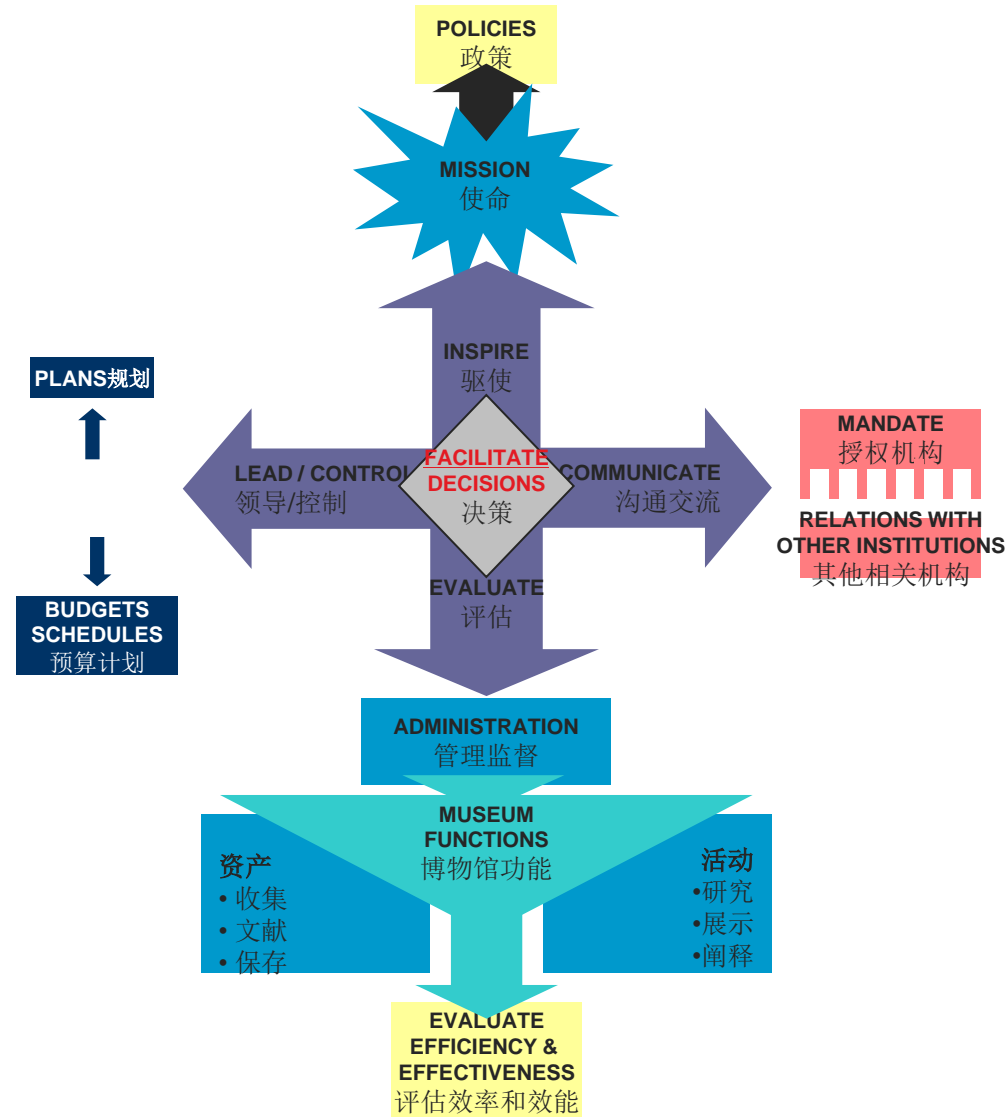 POLICIES
政策
MISSION
使命
INSPIRE
驱使
PLANS规划
LEAD / CONTROL
领导/控制
FACILITATE
DECISIONS
决策
COMMUNICATE
沟通交流
MANDATE
授权机构
RELATIONS WITH
OTHER INSTITUTIONS
其他相关机构
EVALUATE
评估
BUDGETS
SCHEDULES
预算计划
ADMINISTRATION
管理监督
MUSEUM
FUNCTIONS
博物馆功能
资产
• 收集
• 文献
• 保存
活动
•研究
•展示
•阐释
EVALUATE
EFFICIENCY &
EFFECTIVENESS
评估效率和效能